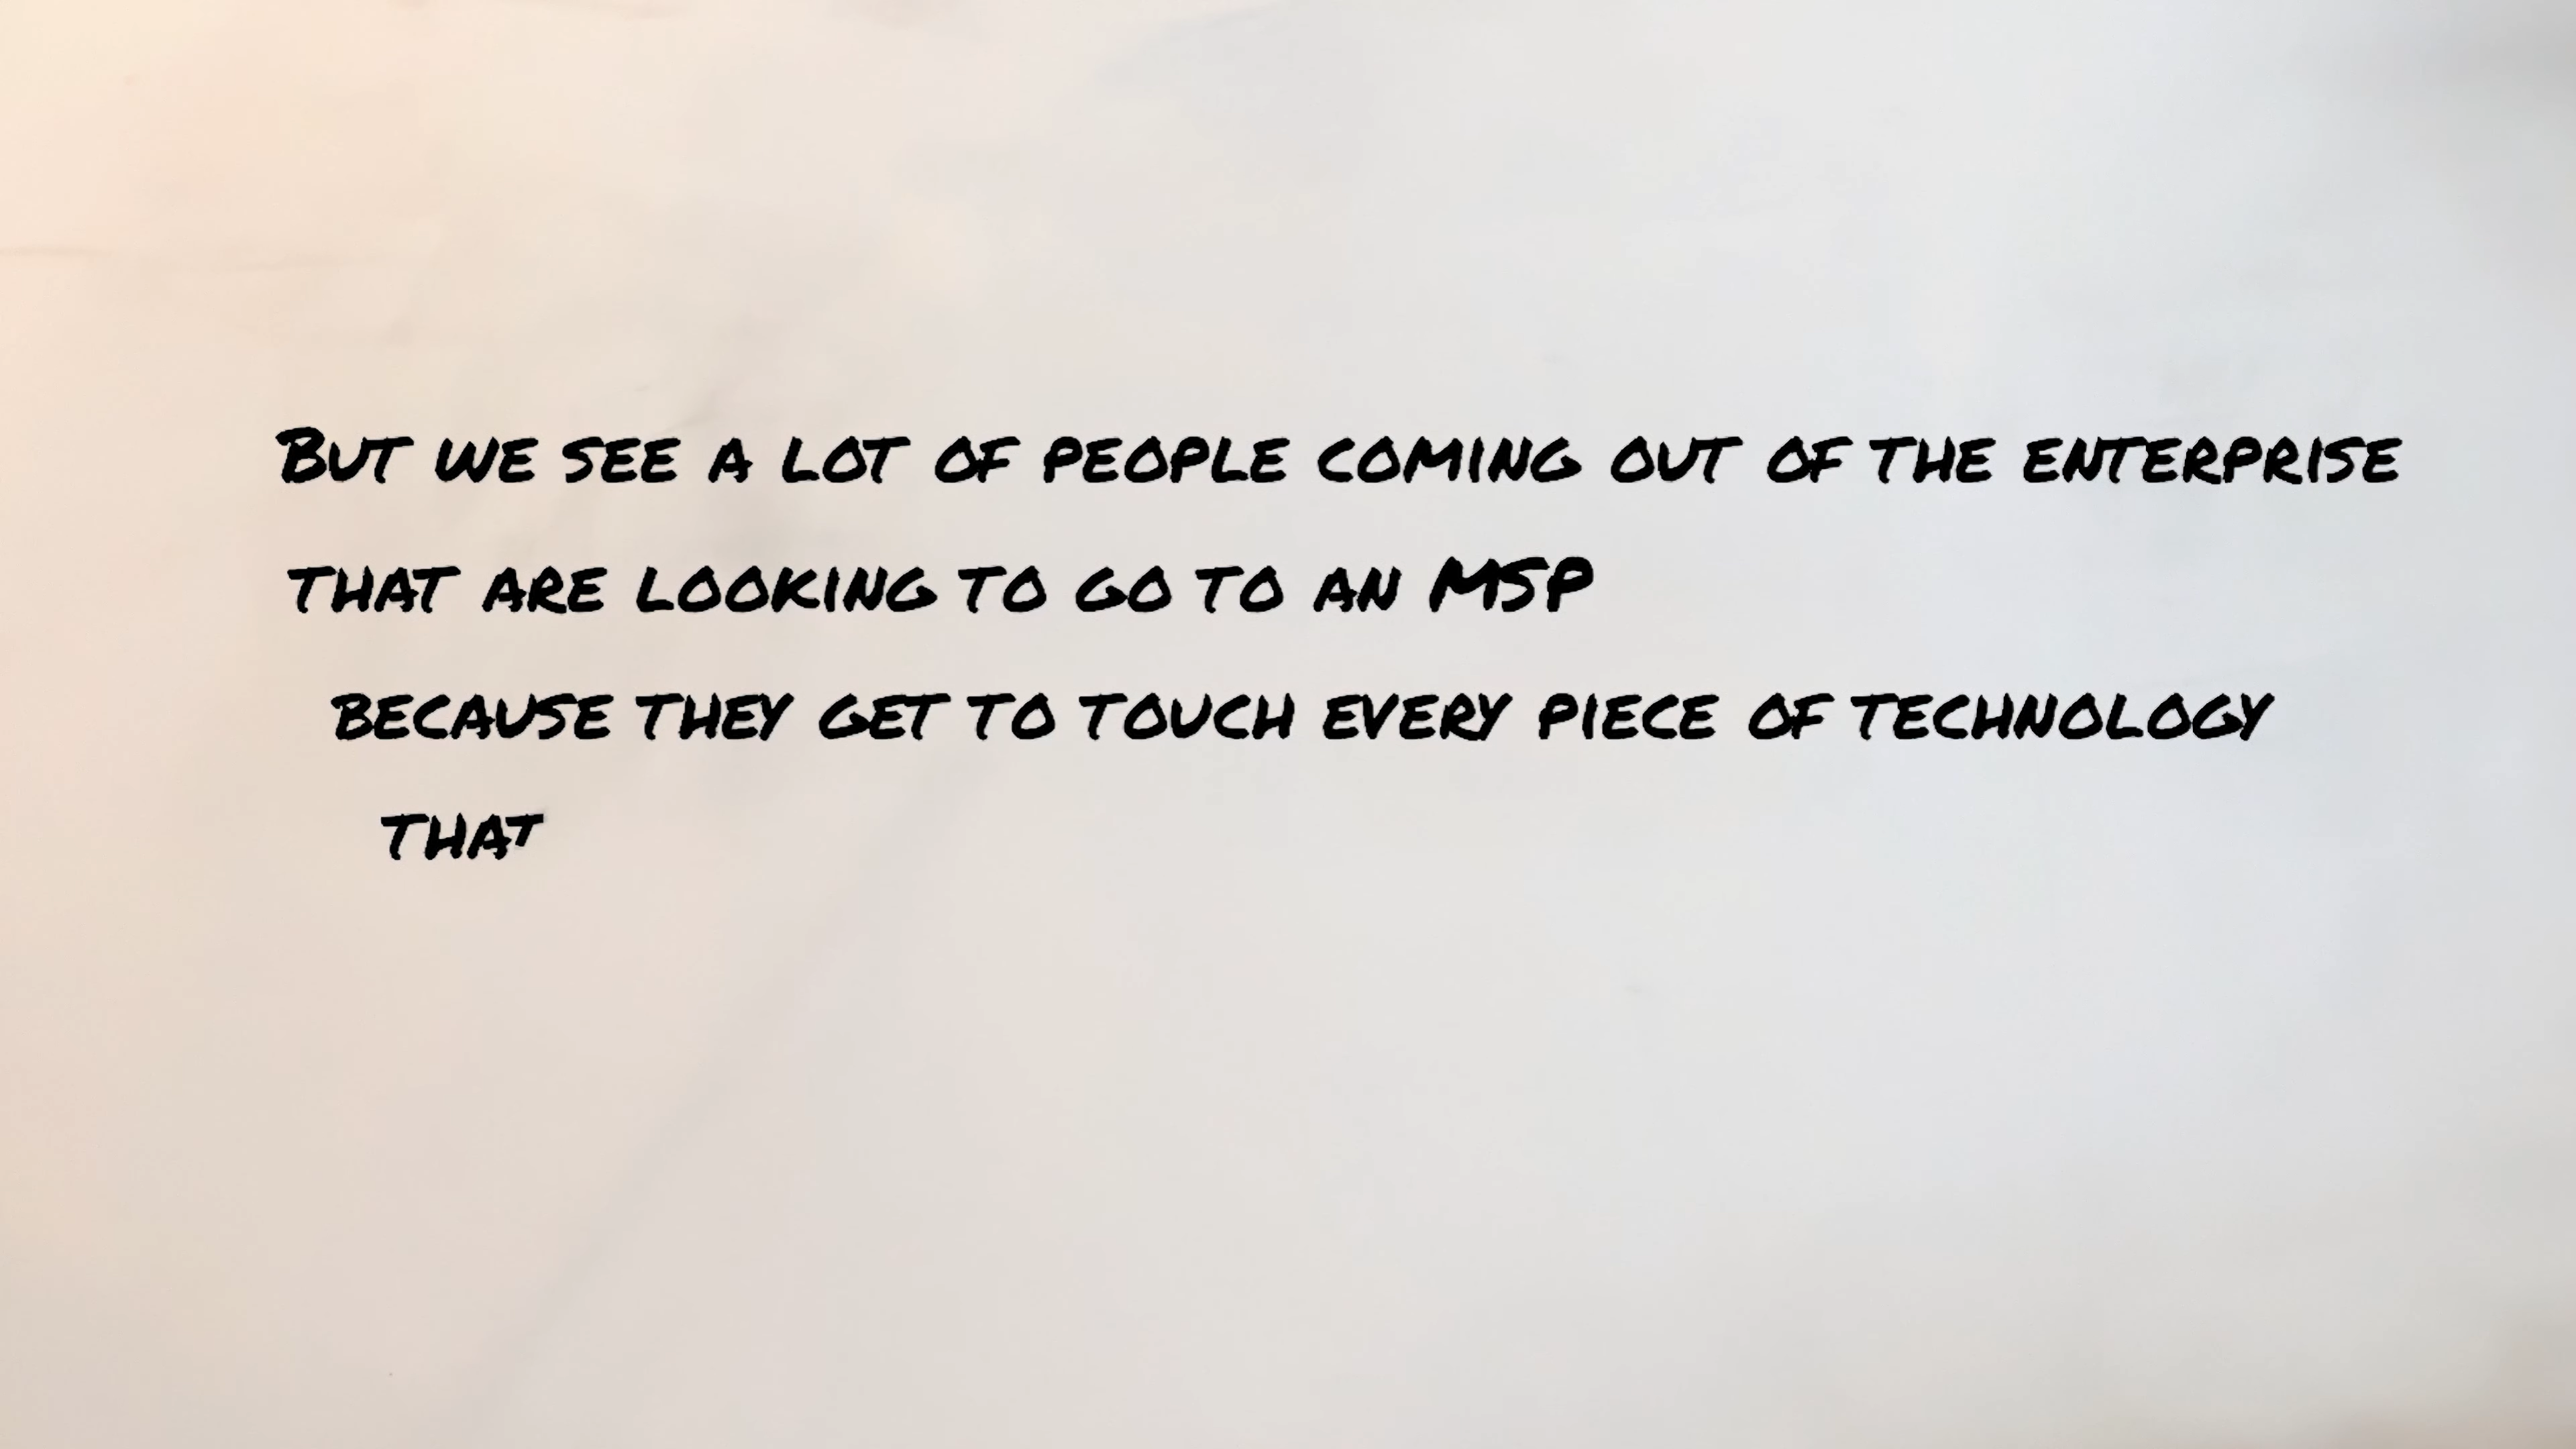 But we see a lot of people coming out of the enterprise
that are looking to go to an MSP
because they get to touch every piece of technology
that